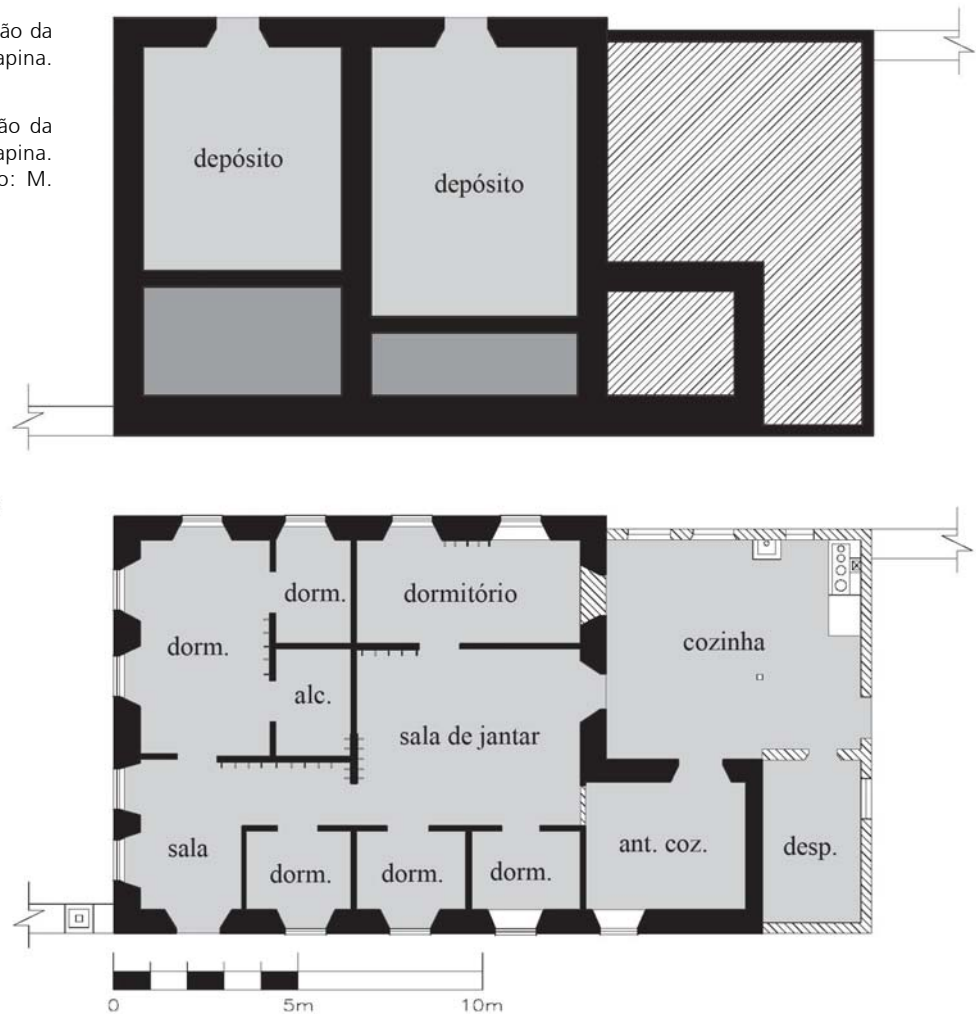 ão da
apina.
ão da
apina.
o: M.
depósito
depósito
dorm.
dorm.
dormitório
cozinha
alc.
sala de jantar
sala
dorm.
dorm.
dorm.
ant. coz.
desp.
0 5m 10m